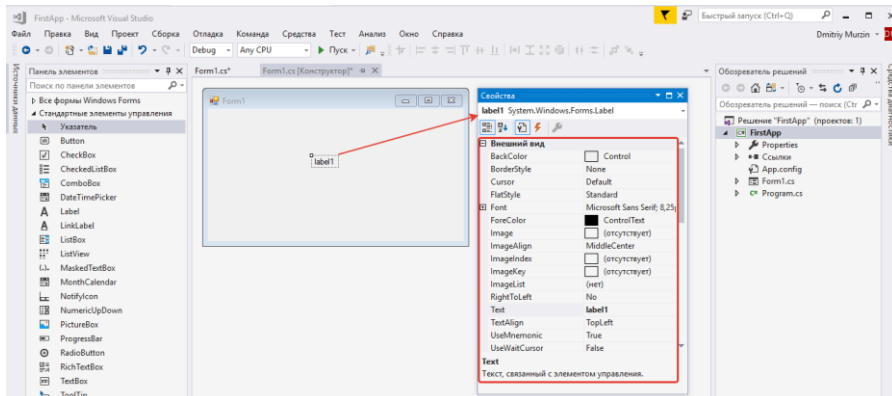 FirstApp - Microsoft Visual Studio
Быстрый запуск (Ctrl+Q)
Файл Правка Вид Проект Сборка Отладка Команда Средства Тест Анализ Окно Справка
Dmitriy Murzin
Debug Any CPU Пуск
Источники данных
Панель элементов
Поиск по панели элементов
Все формы Windows Forms
Стандартные элементы управления
Указатель
Button
CheckBox
CheckedListBox
ComboBox
DateTimePicker
Label
LinkLabel
ListBox
ListView
MaskedTextBox
MonthCalendar
NotifyIcon
NumericUpDown
PictureBox
ProgressBar
RadioButton
RichTextBox
TextBox
ToolTip
Form1.cs*
Form1.cs [Конструктор]*
Form1
label1
Свойства
label1 System.Windows.Forms.Label
Внешний вид
BackColor Control
BorderStyle None
Cursor Default
FlatStyle Standard
Font Microsoft Sans Serif; 8,25
ForeColor ControlText
Image (отсутствует)
ImageAlign MiddleCenter
ImageIndex (отсутствует)
ImageKey (отсутствует)
ImageList (нет)
RightToLeft No
Text label1
TextAlign TopLeft
UseMnemonic True
UseWaitCursor False
Text
Текст, связанный с элементом управления.
Обозреватель решений
Обозреватель решений — поиск (Ctr
Решение "FirstApp" (проектов: 1)
FirstApp
Properties
Ссылки
App.config
Form1.cs
Program.cs
Средства диагностики